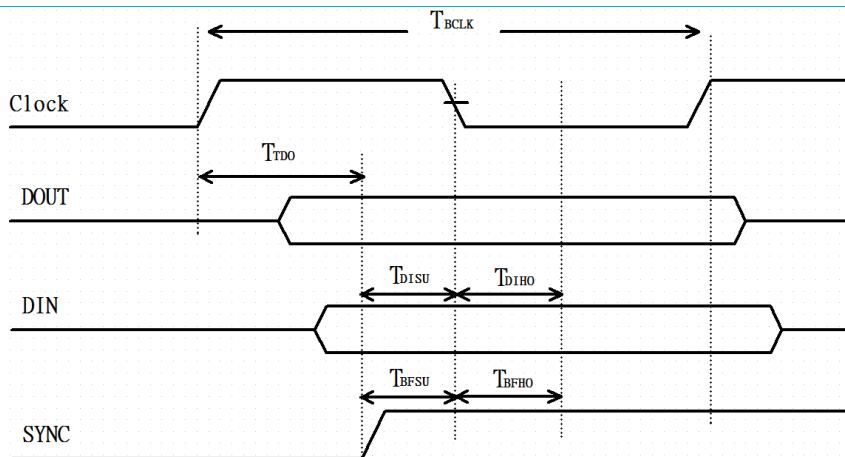 TBCLK
Clock
TTDO
DOUT
TDISU TDIHO
DIN
TBFSU TBFHO
SYNC